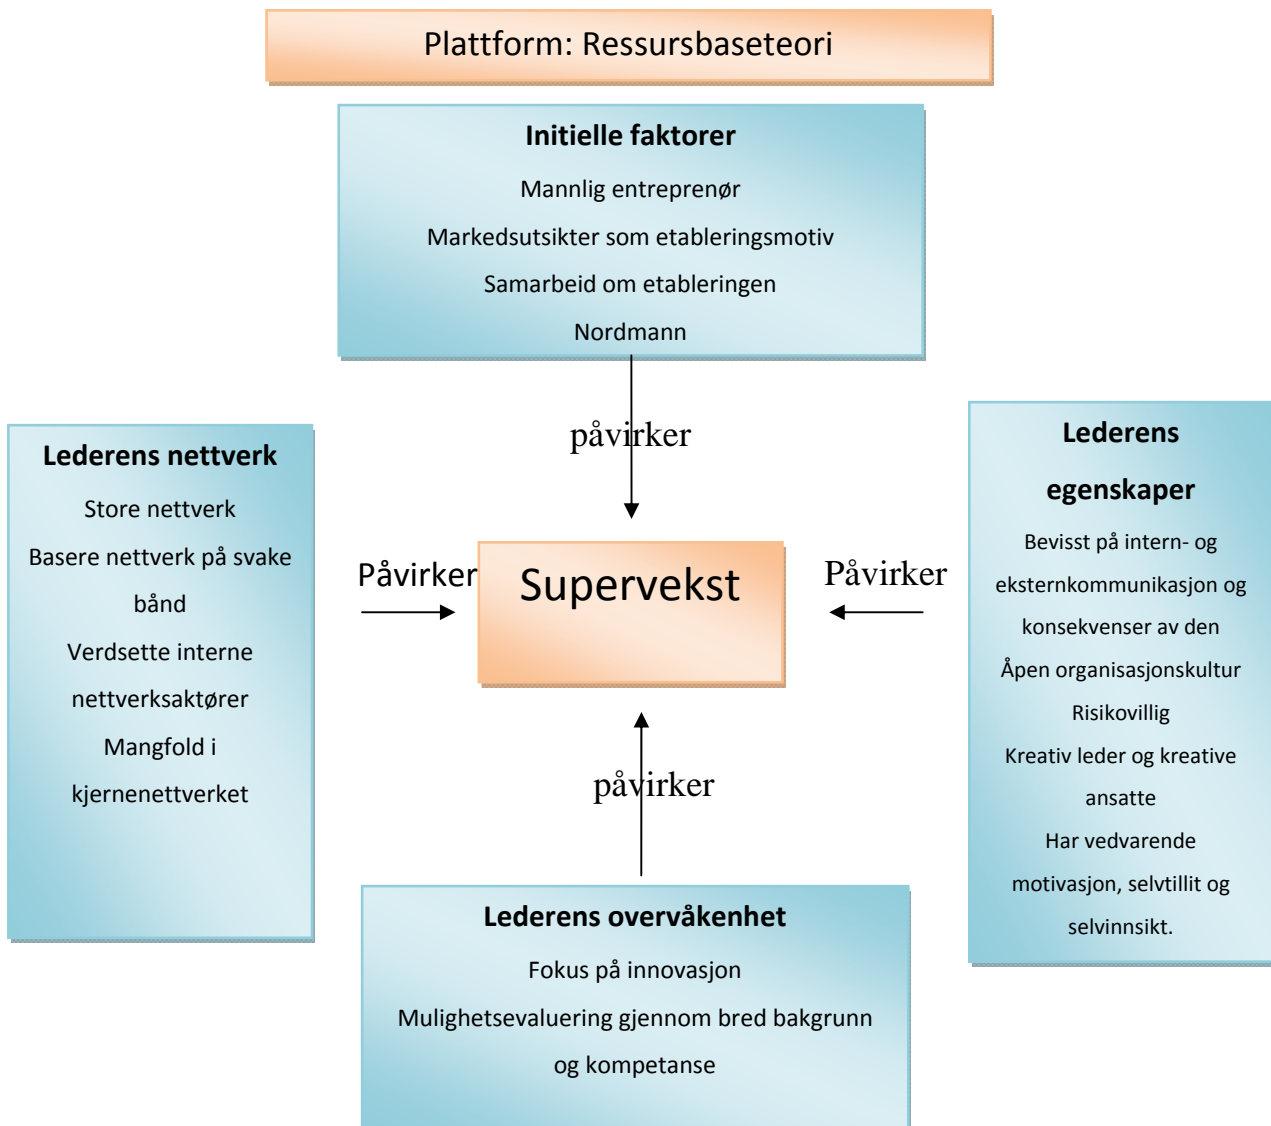 Plattform: Ressursbaseteori
Initielle faktorer
Mannlig entreprenør
Markedsutsikter som etableringsmotiv
Samarbeid om etableringen
Nordmann
påvirker
Lederens nettverk
Store nettverk
Basere nettverk på svake
bånd
Verdsette interne
nettverksaktører
Mangfold i
kjernenettverket
Påvirker
Supervekst
Påvirker
Lederens
egenskaper
Bevisst på intern- og
eksternkommunikasjon og
konsekvenser av den
Åpen organisasjonskultur
Risikovillig
Kreativ leder og kreative
ansatte
Har vedvarende
motivasjon, selvtillit og
selvinnsikt.
påvirker
Lederens overvåkenhet
Fokus på innovasjon
Mulighetsevaluering gjennom bred bakgrunn
og kompetanse